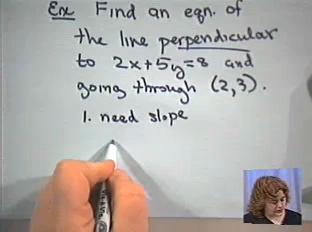 Ex Find an eqn. of
the line perpendicular
to 2x+5y=8 and
going through (2,3).
1. need slope